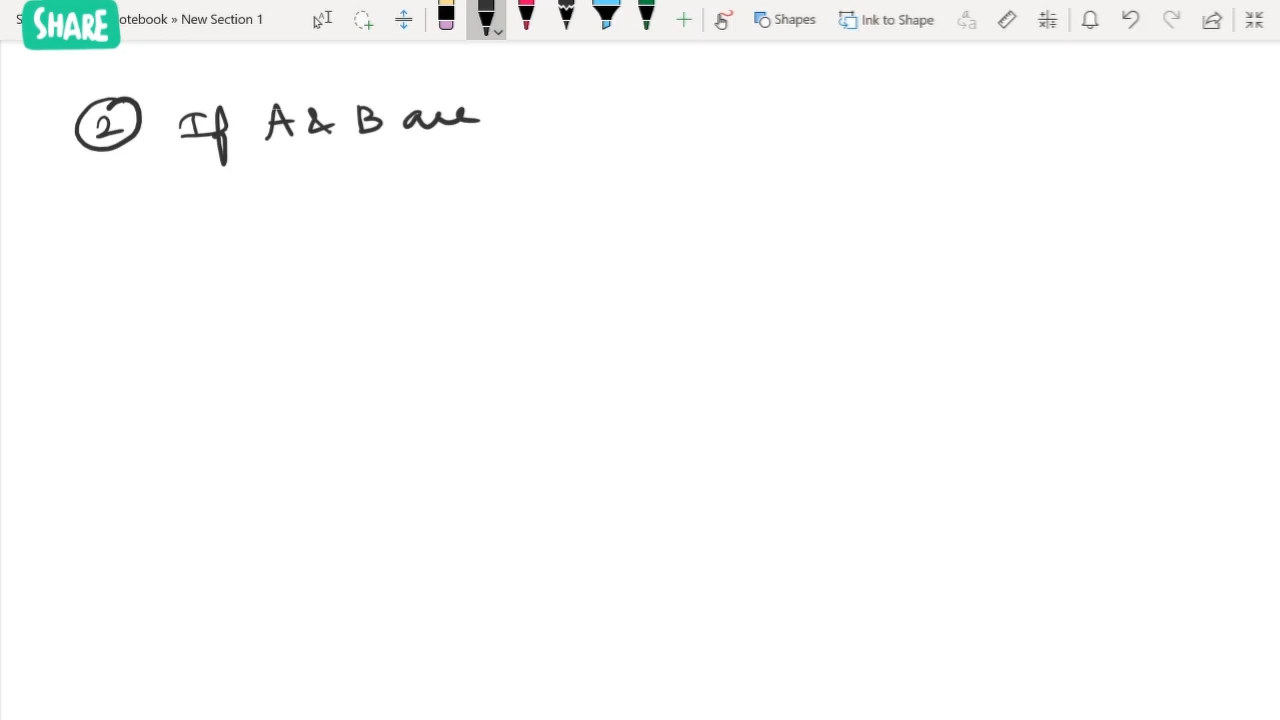 SHARE
otebook » New Section 1 Shapes Ink to Shape
② If A & B are